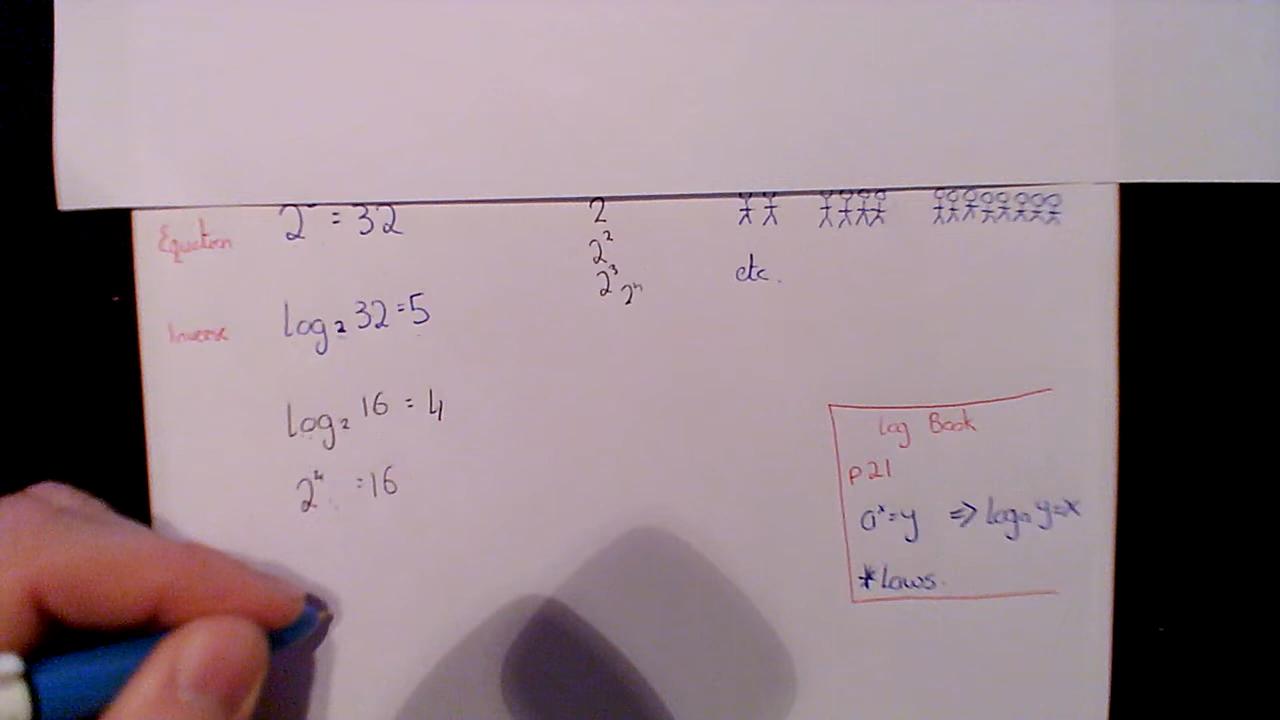 Equation 2 = 32
2
2²
2³ 2⁴
etc.
Inverse log₂ 32 = 5
log₂ 16 = 4
2⁴ = 16
Log Book
p21
aˣ = y ⇒ logₐ y = x
*Laws.